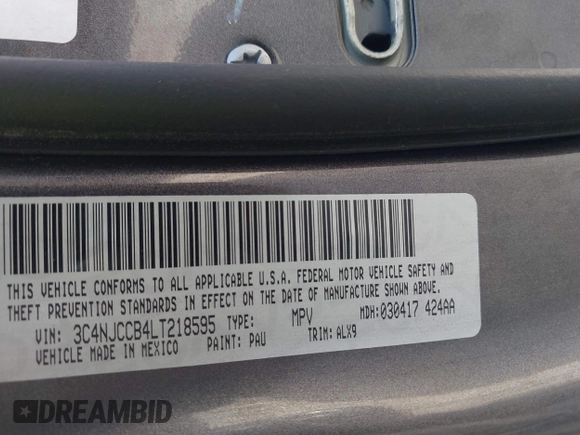 THIS VEHICLE CONFORMS TO ALL APPLICABLE U.S.A. FEDERAL MOTOR VEHICLE SAFETY AND
THEFT PREVENTION STANDARDS IN EFFECT ON THE DATE OF MANUFACTURE SHOWN ABOVE.
VIN: 3C4NJCCB4LT218595 TYPE: MPV MDH:030417 424AA
VEHICLE MADE IN MEXICO PAINT: PAU TRIM: ALX9
DREAMBID